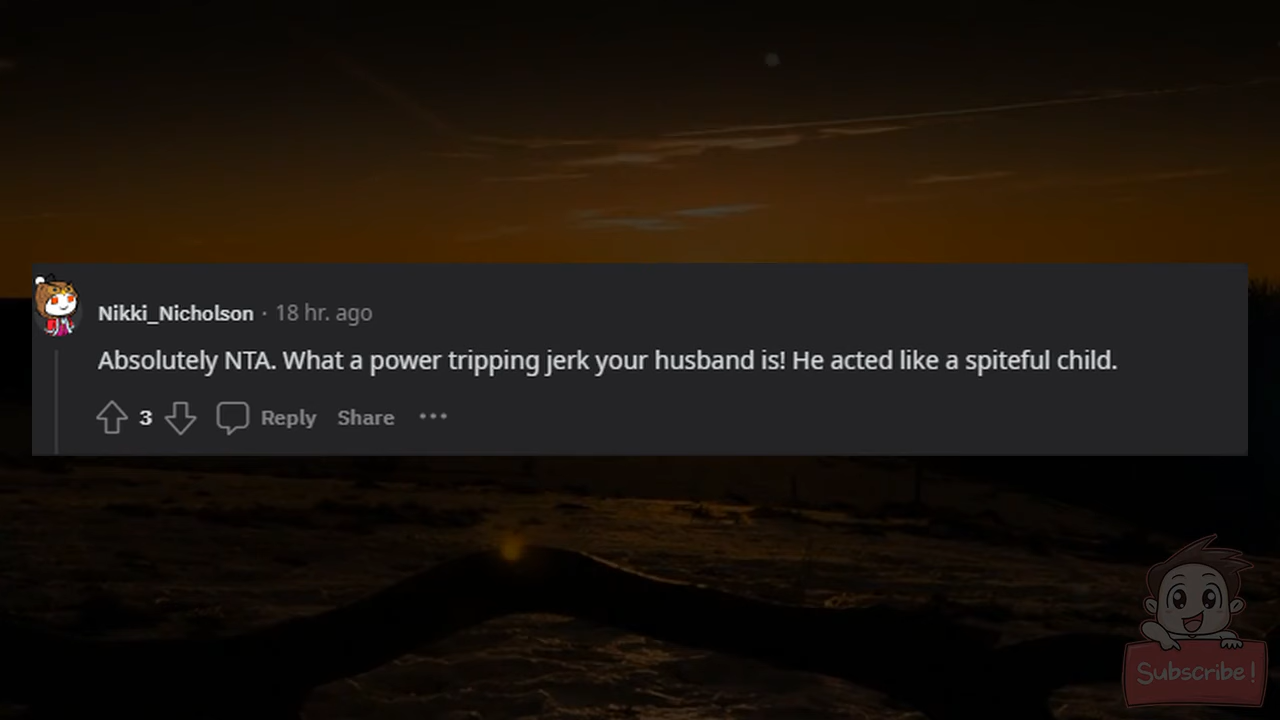 Nikki_Nicholson · 18 hr. ago
Absolutely NTA. What a power tripping jerk your husband is! He acted like a spiteful child.
3 Reply Share ···
Subscribe!